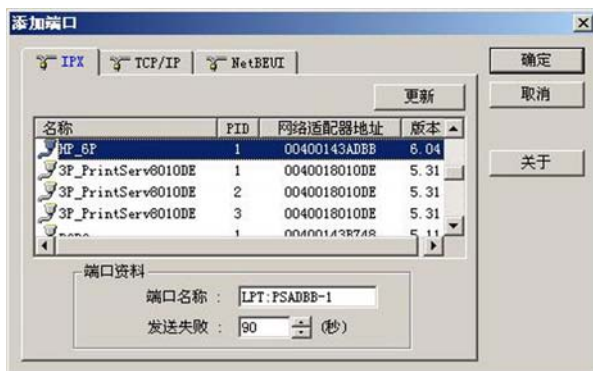 添加端口
IPX TCP/IP NetBEUI
确定
更新
取消
名称 PID 网络适配器地址 版本
HP_6P 1 00400143ADBB 6.04
3P_PrintServ8010DE 1 0040018010DE 5.31
关于
3P_PrintServ8010DE 2 0040018010DE 5.31
3P_PrintServ8010DE 3 0040018010DE 5.31
1 00400143B748 5.11
端口资料
端口名称 : LPT:PSADBB-1
发送失败 : 90 (秒)